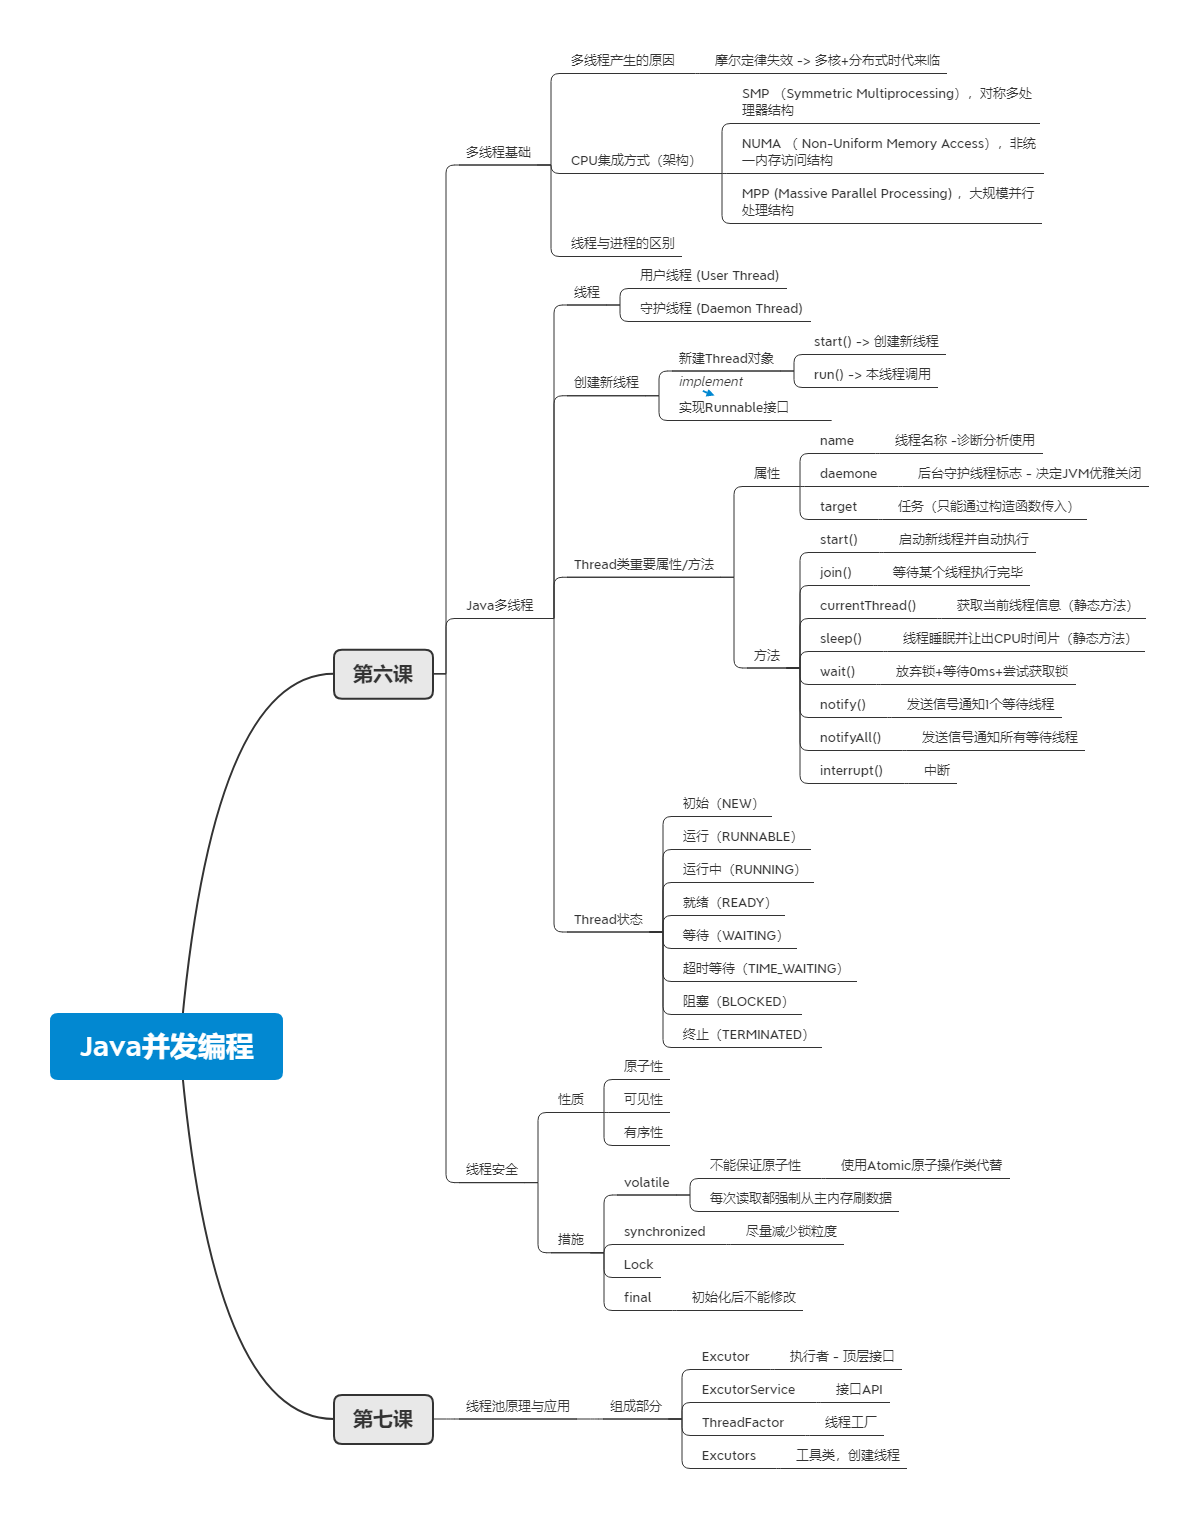 多线程产生的原因
摩尔定律失效 -> 多核+分布式时代来临
SMP （Symmetric Multiprocessing），对称多处
理器结构
多线程基础
CPU集成方式（架构）
NUMA （ Non-Uniform Memory Access），非统
一内存访问结构
MPP (Massive Parallel Processing) ，大规模并行
处理结构
线程与进程的区别
线程
用户线程 (User Thread)
守护线程 (Daemon Thread)
创建新线程
新建Thread对象
start() -> 创建新线程
run() -> 本线程调用
implement
实现Runnable接口
Java多线程
Thread类重要属性/方法
属性
name
线程名称 -诊断分析使用
daemone
后台守护线程标志 - 决定JVM优雅关闭
target
任务（只能通过构造函数传入）
方法
start()
启动新线程并自动执行
join()
等待某个线程执行完毕
currentThread()
获取当前线程信息（静态方法）
sleep()
线程睡眠并让出CPU时间片（静态方法）
wait()
放弃锁+等待0ms+尝试获取锁
notify()
发送信号通知1个等待线程
notifyAll()
发送信号通知所有等待线程
interrupt()
中断
第六课
Thread状态
初始（NEW）
运行（RUNNABLE）
运行中（RUNNING）
就绪（READY）
等待（WAITING）
超时等待（TIME_WAITING）
阻塞（BLOCKED）
终止（TERMINATED）
Java并发编程
线程安全
性质
原子性
可见性
有序性
措施
volatile
不能保证原子性
使用Atomic原子操作类代替
每次读取都强制从主内存刷数据
synchronized
尽量减少锁粒度
Lock
final
初始化后不能修改
第七课
线程池原理与应用
组成部分
Excutor
执行者 - 顶层接口
ExcutorService
接口API
ThreadFactor
线程工厂
Excutors
工具类，创建线程